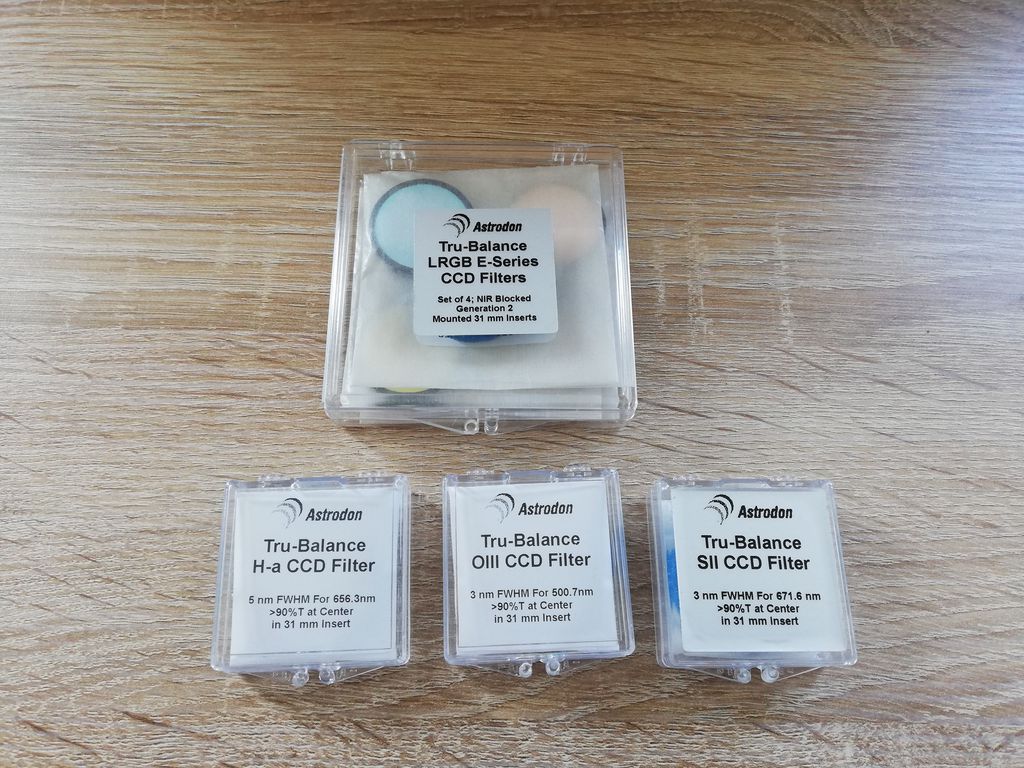 Astrodon
Tru-Balance
LRGB E-Series
CCD Filters
Set of 4; NIR Blocked
Generation 2
Mounted 31 mm Inserts
Astrodon
Tru-Balance
H-a CCD Filter
5 nm FWHM For 656.3nm
>90%T at Center
in 31 mm Insert
Astrodon
Tru-Balance
OIII CCD Filter
3 nm FWHM For 500.7nm
>90%T at Center
in 31 mm Insert
Astrodon
Tru-Balance
SII CCD Filter
3 nm FWHM For 671.6 nm
>90%T at Center
in 31 mm Insert